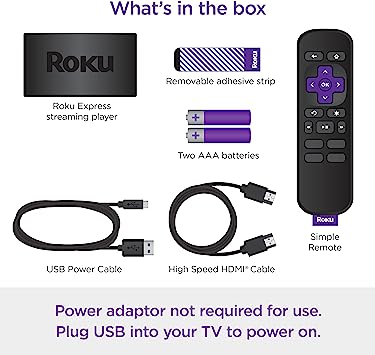 What's in the box
Roku
Roku Express
streaming player
Roku
Removable adhesive strip
Two AAA batteries
OK
Roku
USB Power Cable
High Speed HDMI® Cable
Simple
Remote
Power adaptor not required for use.
Plug USB into your TV to power on.